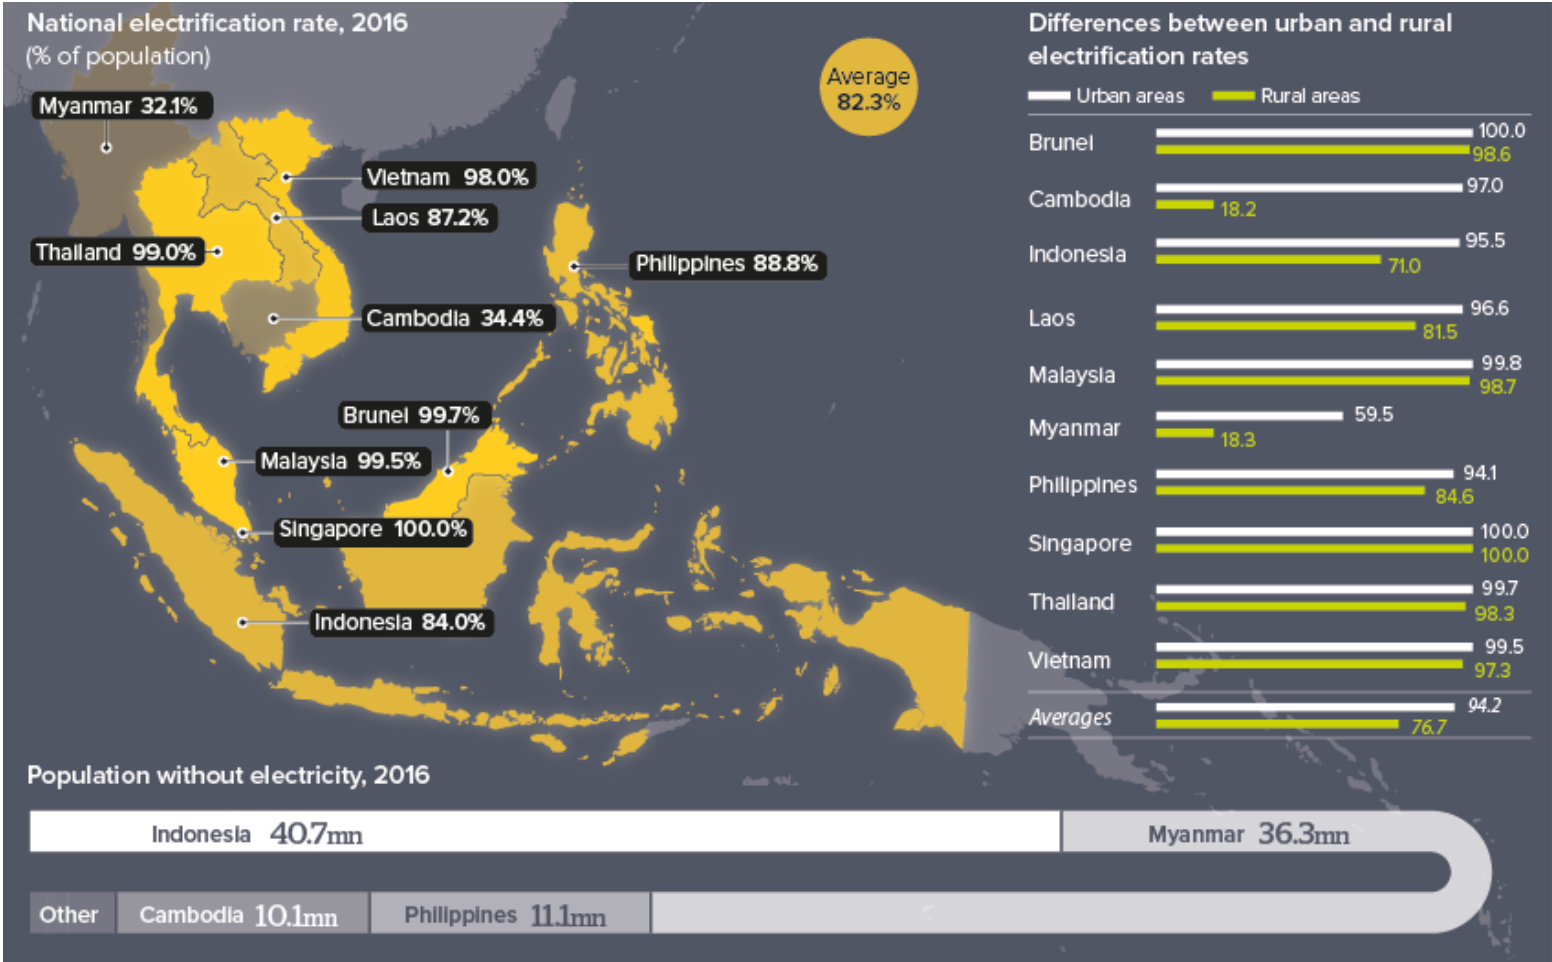 National electrification rate, 2016
(% of population)
Myanmar 32.1%
Vietnam 98.0%
Laos 87.2%
Thailand 99.0%
Philippines 88.8%
Cambodia 34.4%
Brunel 99.7%
Malaysia 99.5%
Singapore 100.0%
Indonesia 84.0%
Average
82.3%
Differences between urban and rural
electrification rates
Urban areas Rural areas
Brunel 100.0
98.6
Cambodia 97.0
18.2
Indonesia 95.5
71.0
Laos 96.6
81.5
Malaysia 99.8
98.7
Myanmar 59.5
18.3
Philippines 94.1
84.6
Singapore 100.0
100.0
Thailand 99.7
98.3
Vietnam 99.5
97.3
Averages 94.2
76.7
Population without electricity, 2016
Indonesia 40.7mn
Myanmar 36.3mn
Other
Cambodia 10.1mn
Philippines 11.1mn